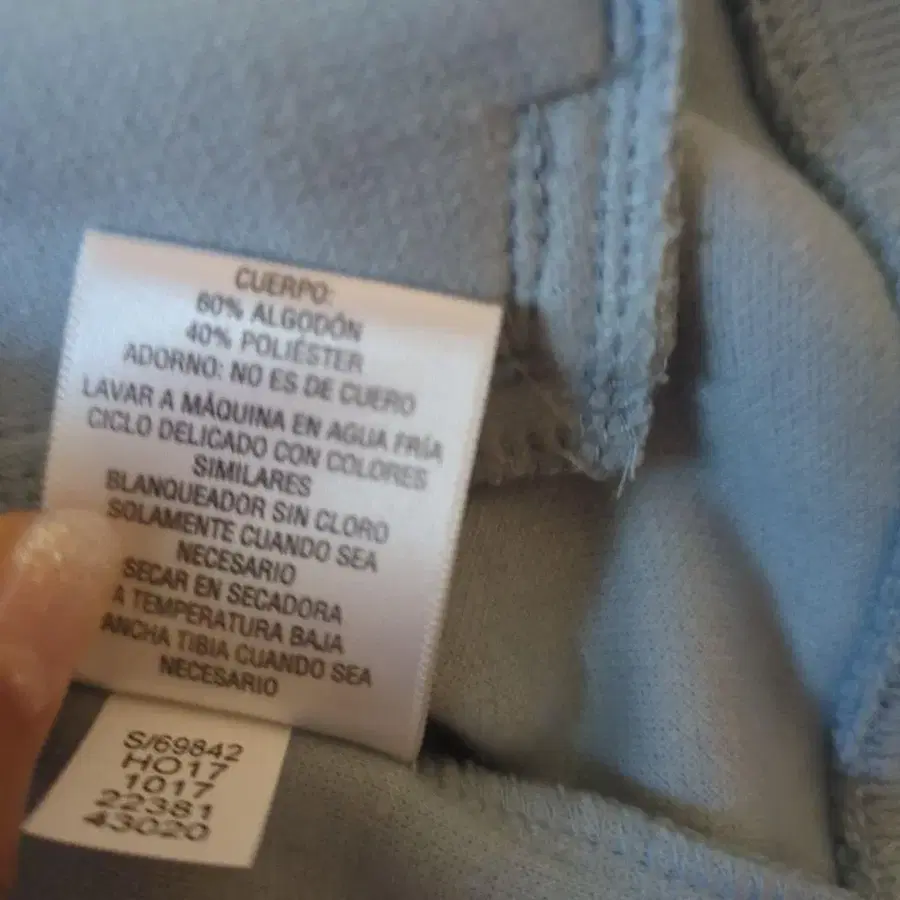 CUERPO:
60% ALGODÓN
40% POLIÉSTER
ADORNO: NO ES DE CUERO
LAVAR A MÁQUINA EN AGUA FRÍA
CICLO DELICADO CON COLORES
SIMILARES
BLANQUEADOR SIN CLORO
SOLAMENTE CUANDO SEA
NECESARIO
SECAR EN SECADORA
A TEMPERATURA BAJA
ANCHA TIBIA CUANDO SEA
NECESARIO
S/69842
HO17
1017
22381
43020